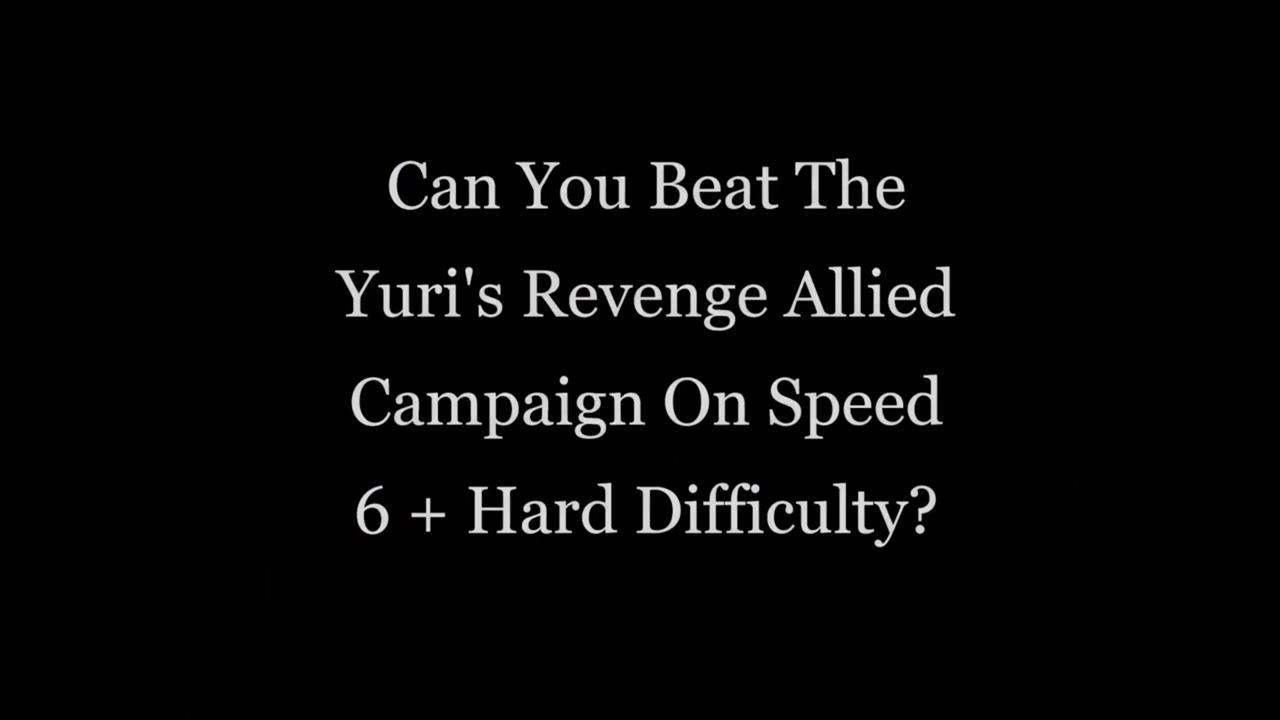 Can You Beat The
Yuri's Revenge Allied
Campaign On Speed
6 + Hard Difficulty?